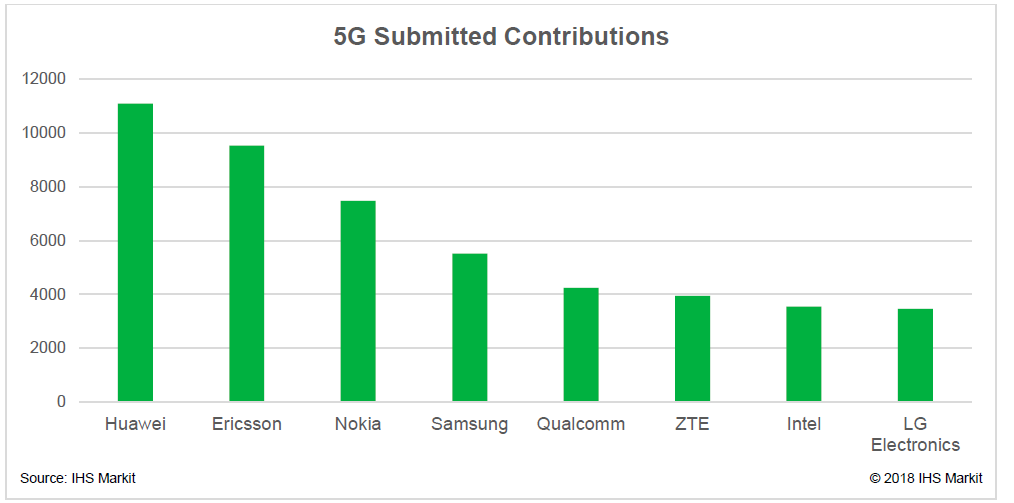 5G Submitted Contributions
12000
10000
8000
6000
4000
2000
0
Huawei Ericsson Nokia Samsung Qualcomm ZTE Intel LG
Electronics
Source: IHS Markit © 2018 IHS Markit